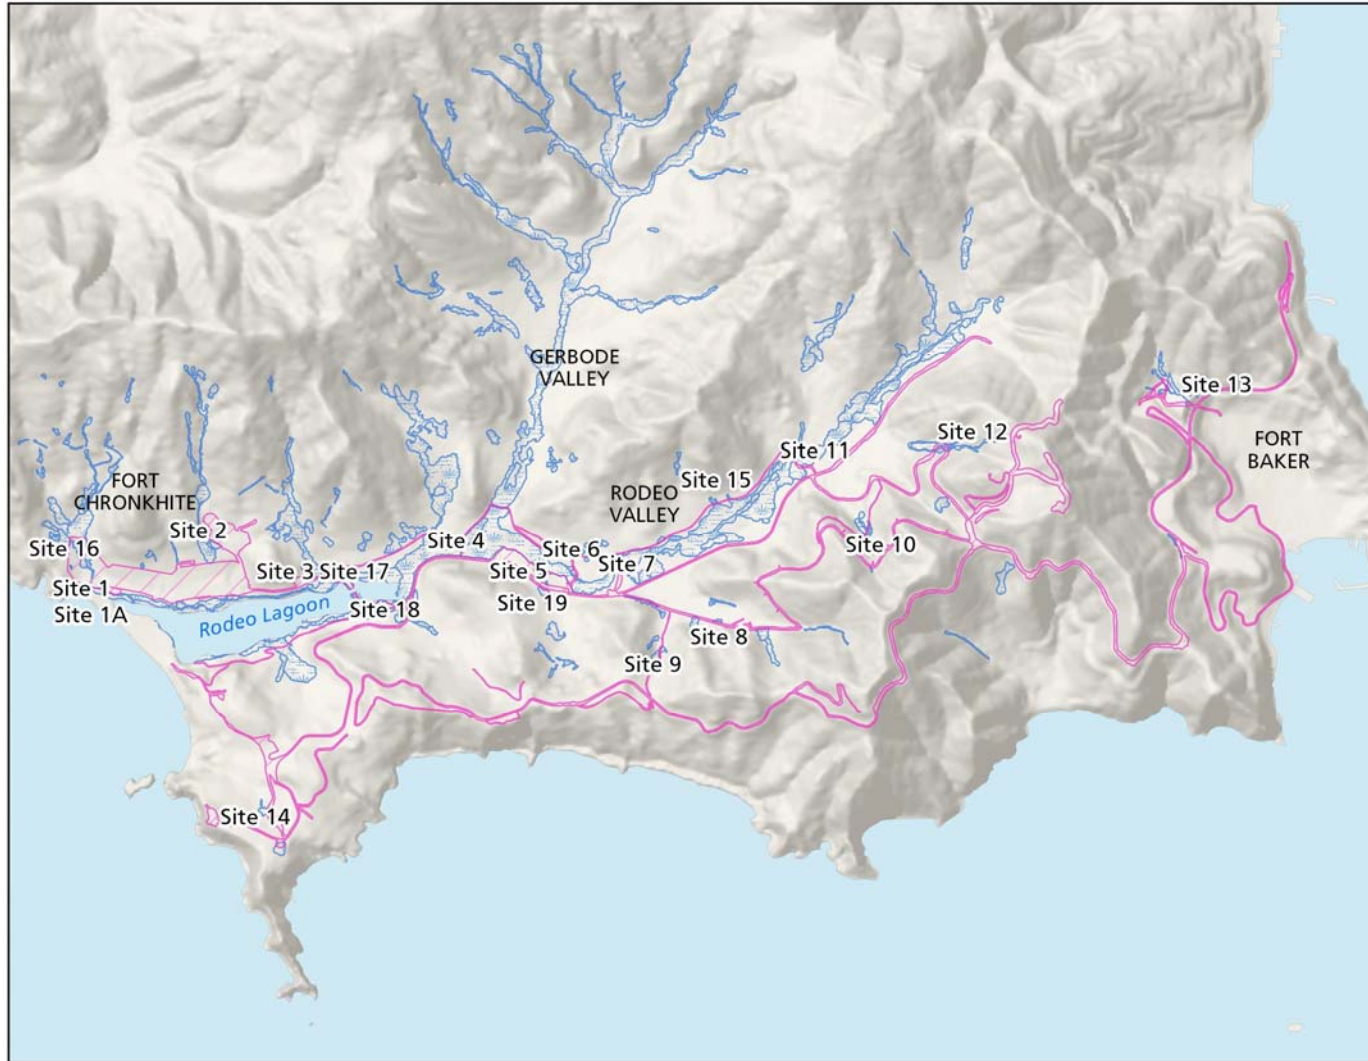 GERBODE
VALLEY
Site 13
Site 12
FORT
BAKER
Site 11
FORT
CHRONKHITE
Site 15
RODEO
VALLEY
Site 2
Site 16
Site 4
Site 6
Site 10
Site 3
Site 17
Site 5
Site 7
Site 1
Site 1A
Rodeo Lagoon
Site 18
Site 19
Site 8
Site 9
Site 14